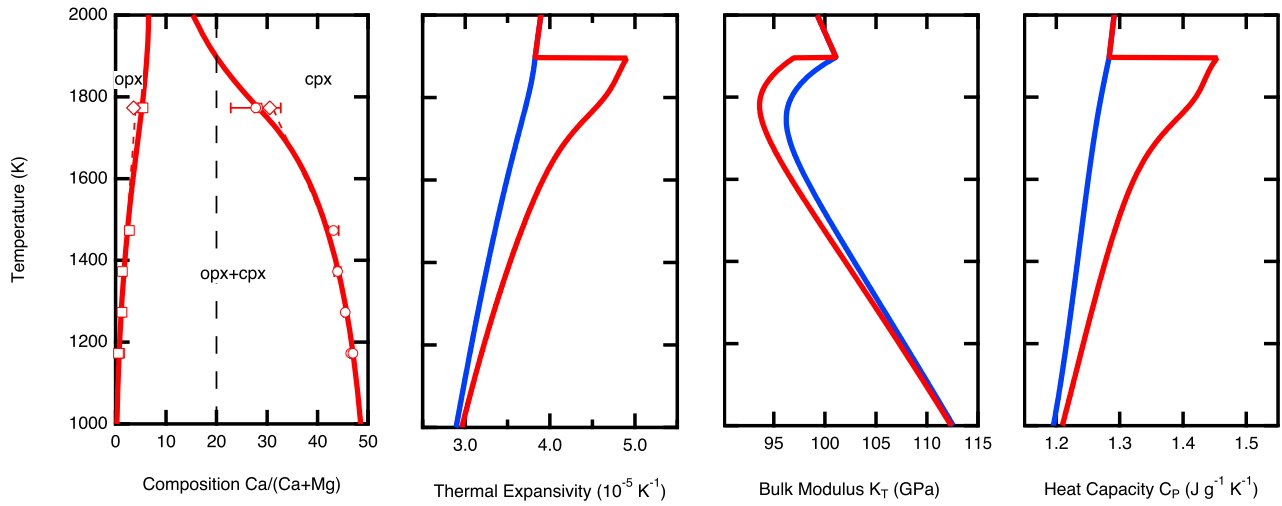 2000
1800
1600
1400
1200
1000
Temperature (K)
opx
cpx
opx+cpx
0 10 20 30 40 50
Composition Ca/(Ca+Mg)
3.0 4.0 5.0
Thermal Expansivity (10⁻⁵ K⁻¹)
95 100 105 110 115
Bulk Modulus K_T (GPa)
1.2 1.3 1.4 1.5
Heat Capacity C_P (J g⁻¹ K⁻¹)